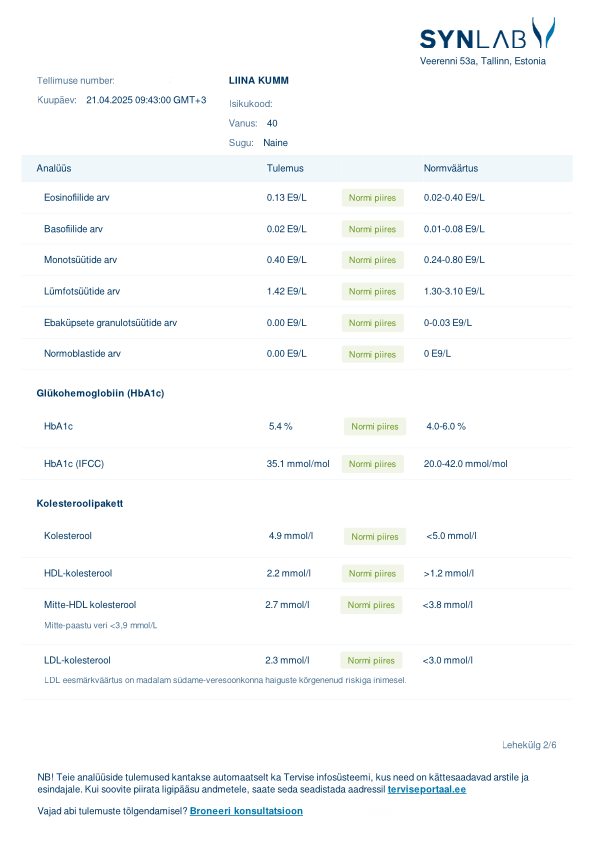 SYNLAB
Veerenni 53a, Tallinn, Estonia
Tellimuse number:
LIINA KUMM
Kuupäev: 21.04.2025 09:43:00 GMT+3
Isikukood:
Vanus: 40
Sugu: Naine
Analüüs Tulemus Normväärtus
Eosinofiilide arv 0.13 E9/L Normi piires 0.02-0.40 E9/L
Basofiilide arv 0.02 E9/L Normi piires 0.01-0.08 E9/L
Monotsüütide arv 0.40 E9/L Normi piires 0.24-0.80 E9/L
Lümfotsüütide arv 1.42 E9/L Normi piires 1.30-3.10 E9/L
Ebaküpsete granulotsüütide arv 0.00 E9/L Normi piires 0-0.03 E9/L
Normoblastide arv 0.00 E9/L Normi piires 0 E9/L
Glükohemoglobiin (HbA1c)
HbA1c 5.4 % Normi piires 4.0-6.0 %
HbA1c (IFCC) 35.1 mmol/mol Normi piires 20.0-42.0 mmol/mol
Kolesteroolipakett
Kolesterool 4.9 mmol/l Normi piires <5.0 mmol/l
HDL-kolesterool 2.2 mmol/l Normi piires >1.2 mmol/l
Mitte-HDL kolesterool 2.7 mmol/l Normi piires <3.8 mmol/l
Mitte-paastu veri <3,9 mmol/L
LDL-kolesterool 2.3 mmol/l Normi piires <3.0 mmol/l
LDL eesmärkväärtus on madalam südame-veresoonkonna haiguste kõrgenenud riskiga inimesel.
Lehekülg 2/6
NB! Teie analüüside tulemused kantakse automaatselt ka Tervise infosüsteemi, kus need on kättesaadavad arstile ja
esindajale. Kui soovite piirata ligipääsu andmetele, saate seda seadistada aadressil terviseportaal.ee
Vajad abi tulemuste tõlgendamisel? Broneeri konsultatsioon